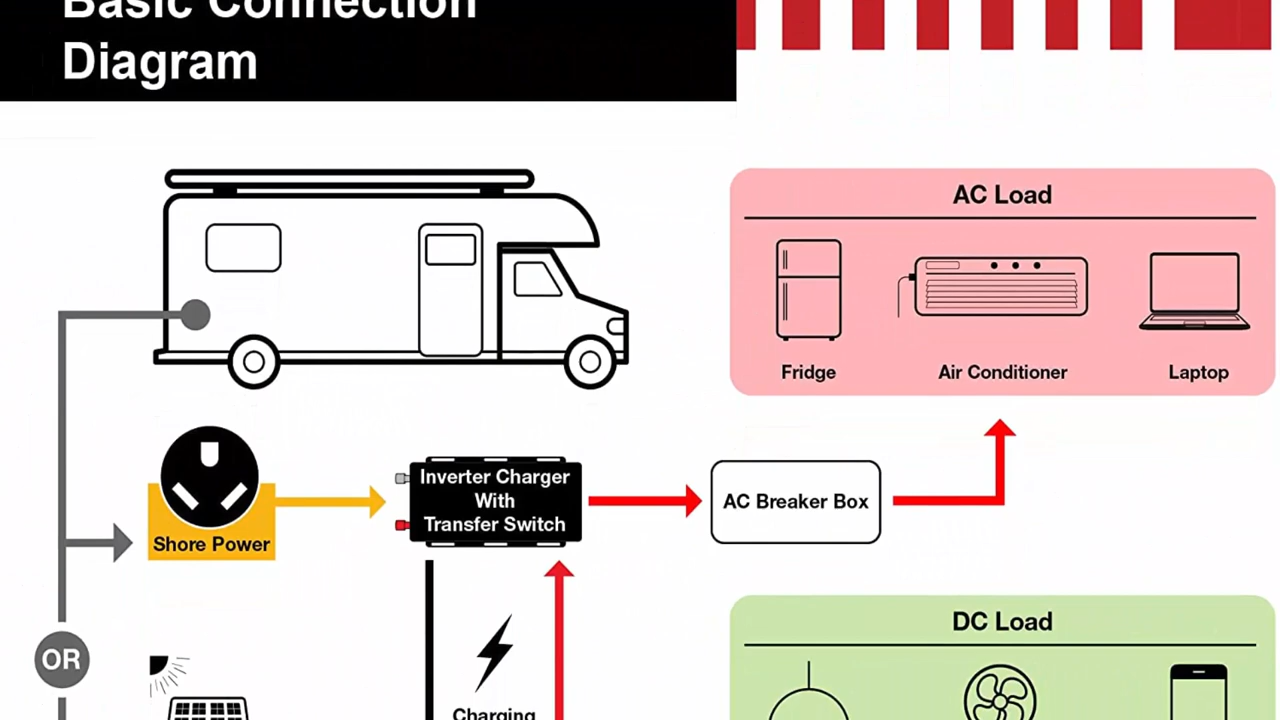 Basic Connection
Diagram
AC Load
Fridge
Air Conditioner
Laptop
Inverter Charger
With
Transfer Switch
AC Breaker Box
Shore Power
DC Load
OR
Charging